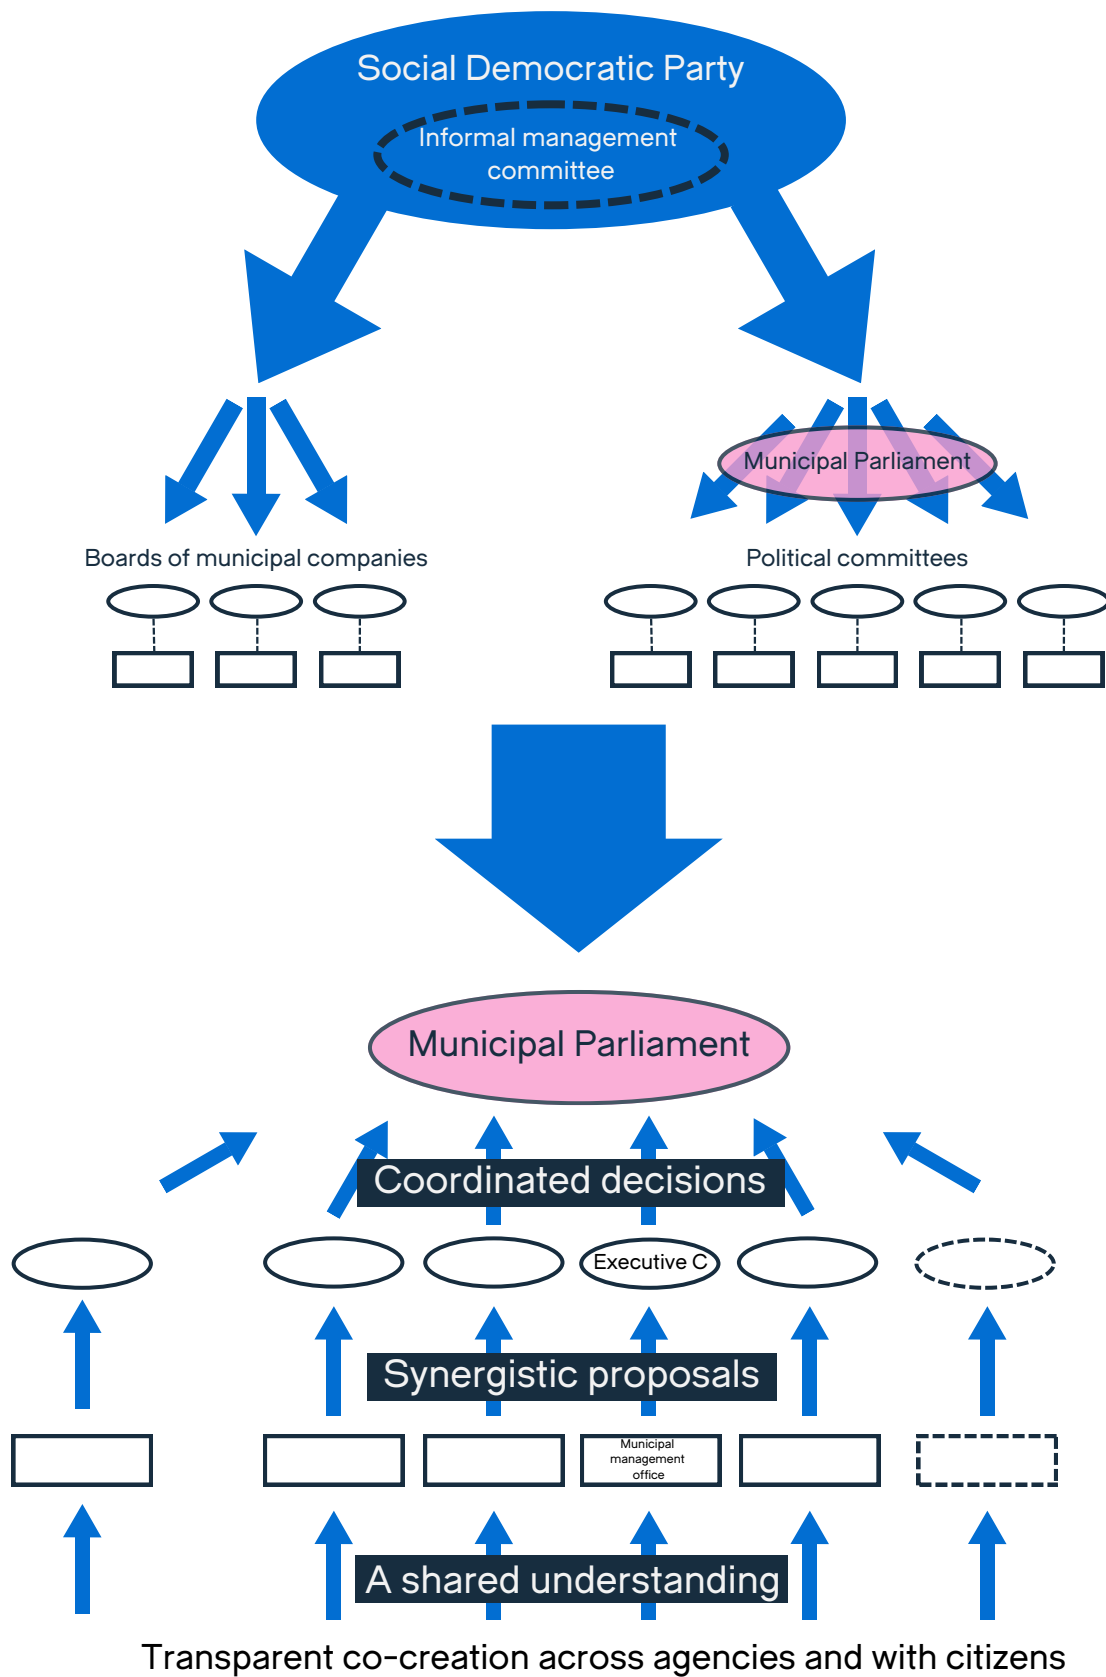 Social Democratic Party
Informal management
committee
Municipal Parliament
Boards of municipal companies
Political committees
Municipal Parliament
Coordinated decisions
Executive C
Synergistic proposals
Municipal
management
office
A shared understanding
Transparent co-creation across agencies and with citizens